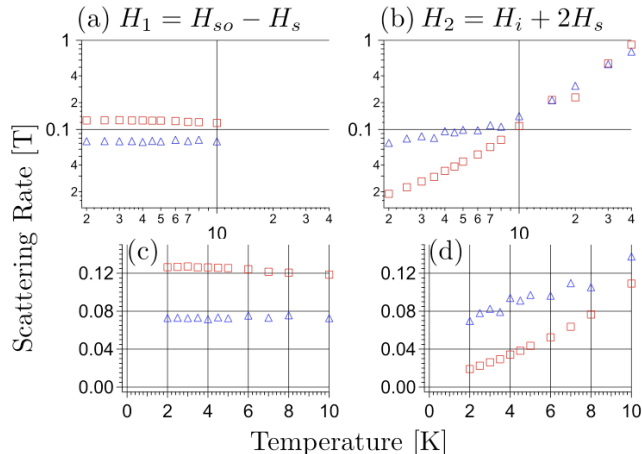 (a) H₁ = Hₛₒ − Hₛ
(b) H₂ = Hᵢ + 2Hₛ
Scattering Rate [T]
1
4
2
0.1
4
2
2 3 4 5 6 7 10 2 3 4
1
4
2
0.1
4
2
2 3 4 5 6 7 10 2 3 4
(c)
0.12
0.08
0.04
0.00
0 2 4 6 8 10
(d)
0.12
0.08
0.04
0.00
0 2 4 6 8 10
Temperature [K]